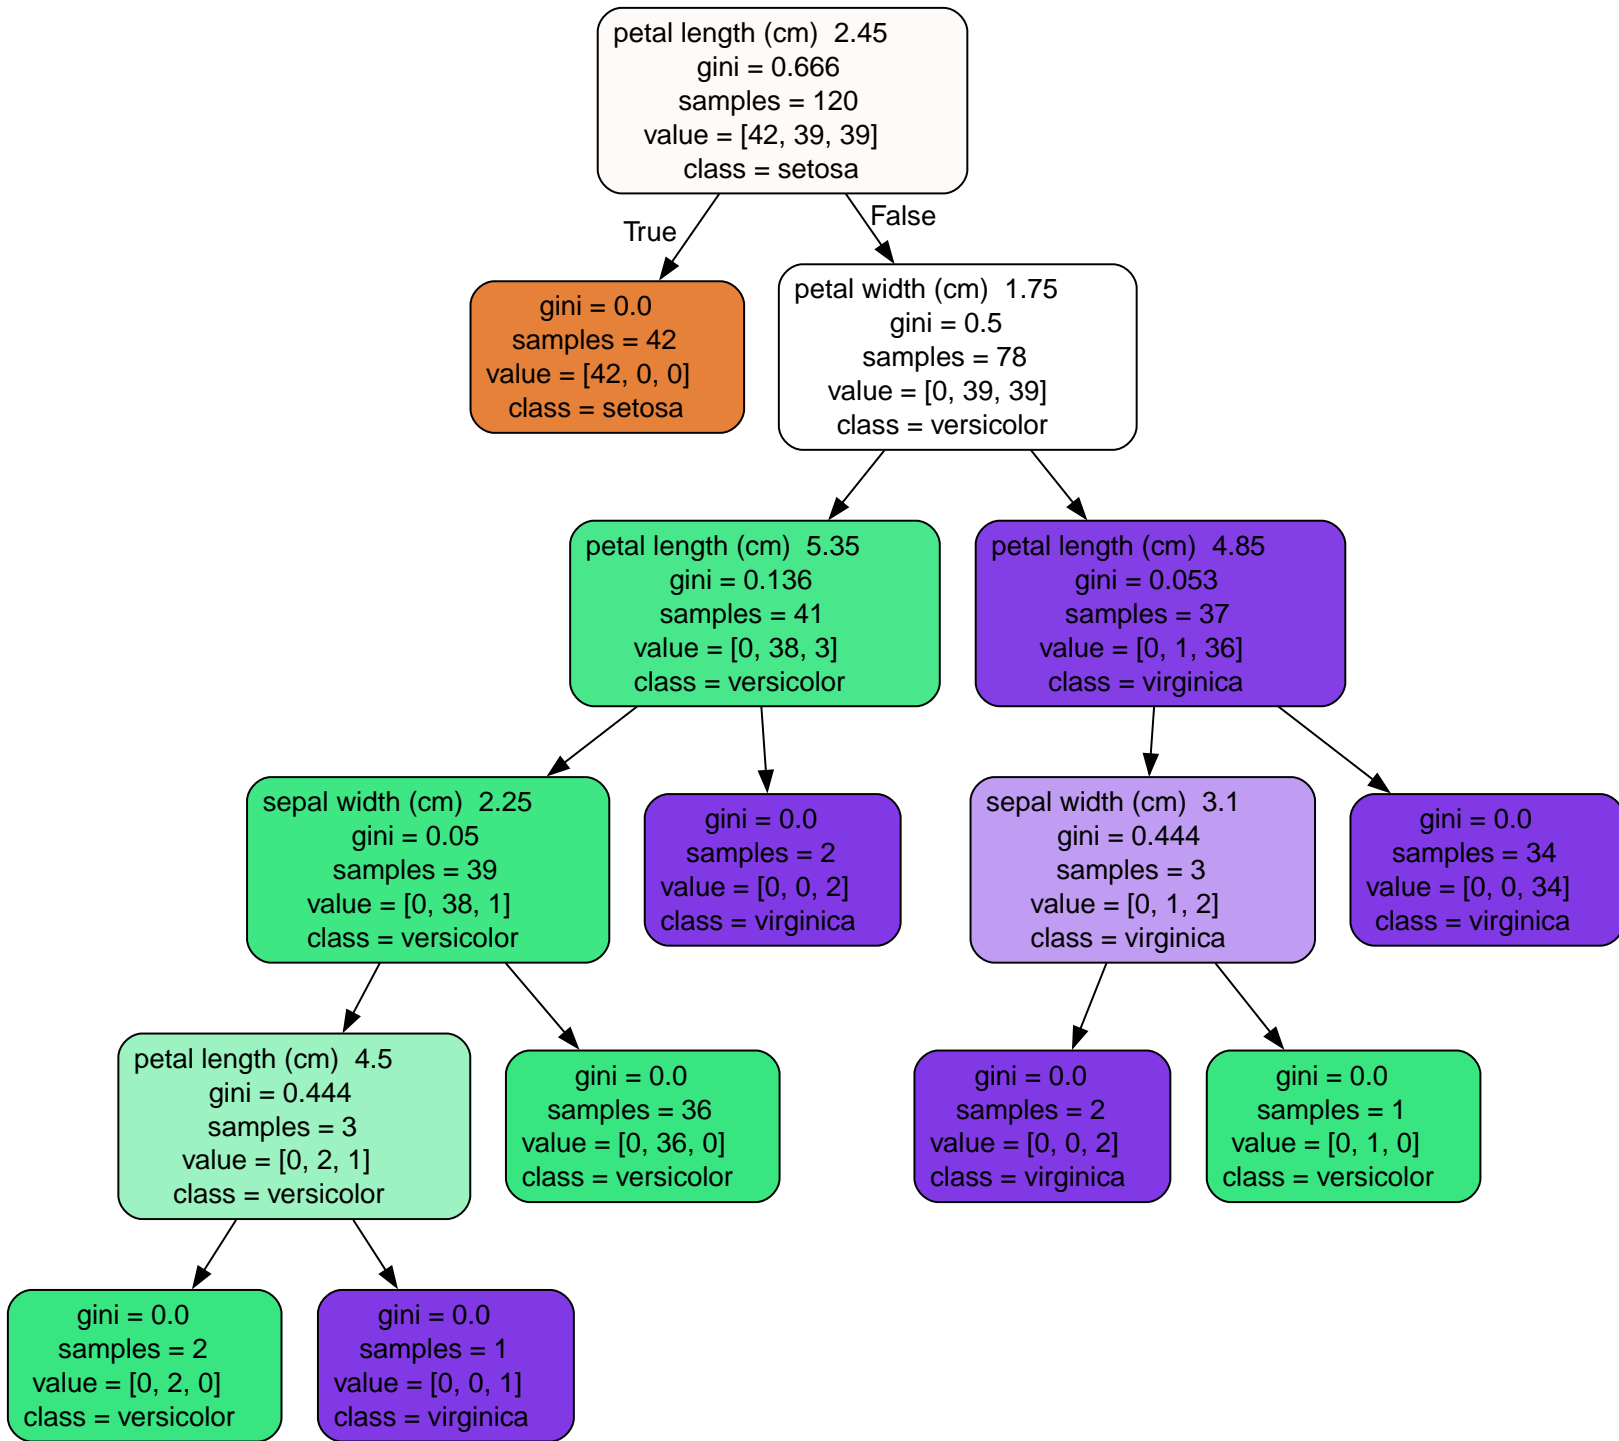 petal length (cm) 2.45
gini = 0.666
samples = 120
value = [42, 39, 39]
class = setosa
True
False
gini = 0.0
samples = 42
value = [42, 0, 0]
class = setosa
petal width (cm) 1.75
gini = 0.5
samples = 78
value = [0, 39, 39]
class = versicolor
petal length (cm) 5.35
gini = 0.136
samples = 41
value = [0, 38, 3]
class = versicolor
petal length (cm) 4.85
gini = 0.053
samples = 37
value = [0, 1, 36]
class = virginica
sepal width (cm) 2.25
gini = 0.05
samples = 39
value = [0, 38, 1]
class = versicolor
gini = 0.0
samples = 2
value = [0, 0, 2]
class = virginica
sepal width (cm) 3.1
gini = 0.444
samples = 3
value = [0, 1, 2]
class = virginica
gini = 0.0
samples = 34
value = [0, 0, 34]
class = virginica
petal length (cm) 4.5
gini = 0.444
samples = 3
value = [0, 2, 1]
class = versicolor
gini = 0.0
samples = 36
value = [0, 36, 0]
class = versicolor
gini = 0.0
samples = 2
value = [0, 0, 2]
class = virginica
gini = 0.0
samples = 1
value = [0, 1, 0]
class = versicolor
gini = 0.0
samples = 2
value = [0, 2, 0]
class = versicolor
gini = 0.0
samples = 1
value = [0, 0, 1]
class = virginica